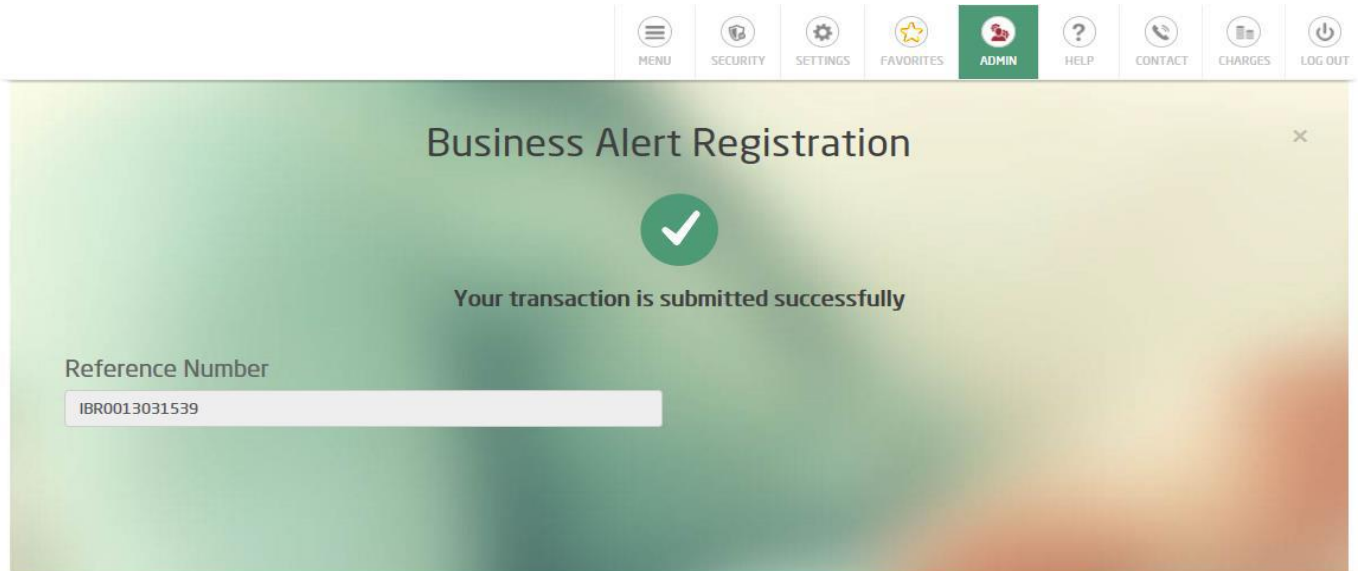 MENU SECURITY SETTINGS FAVORITES ADMIN HELP CONTACT CHARGES LOG OUT
Business Alert Registration
Your transaction is submitted successfully
Reference Number
IBR0013031539